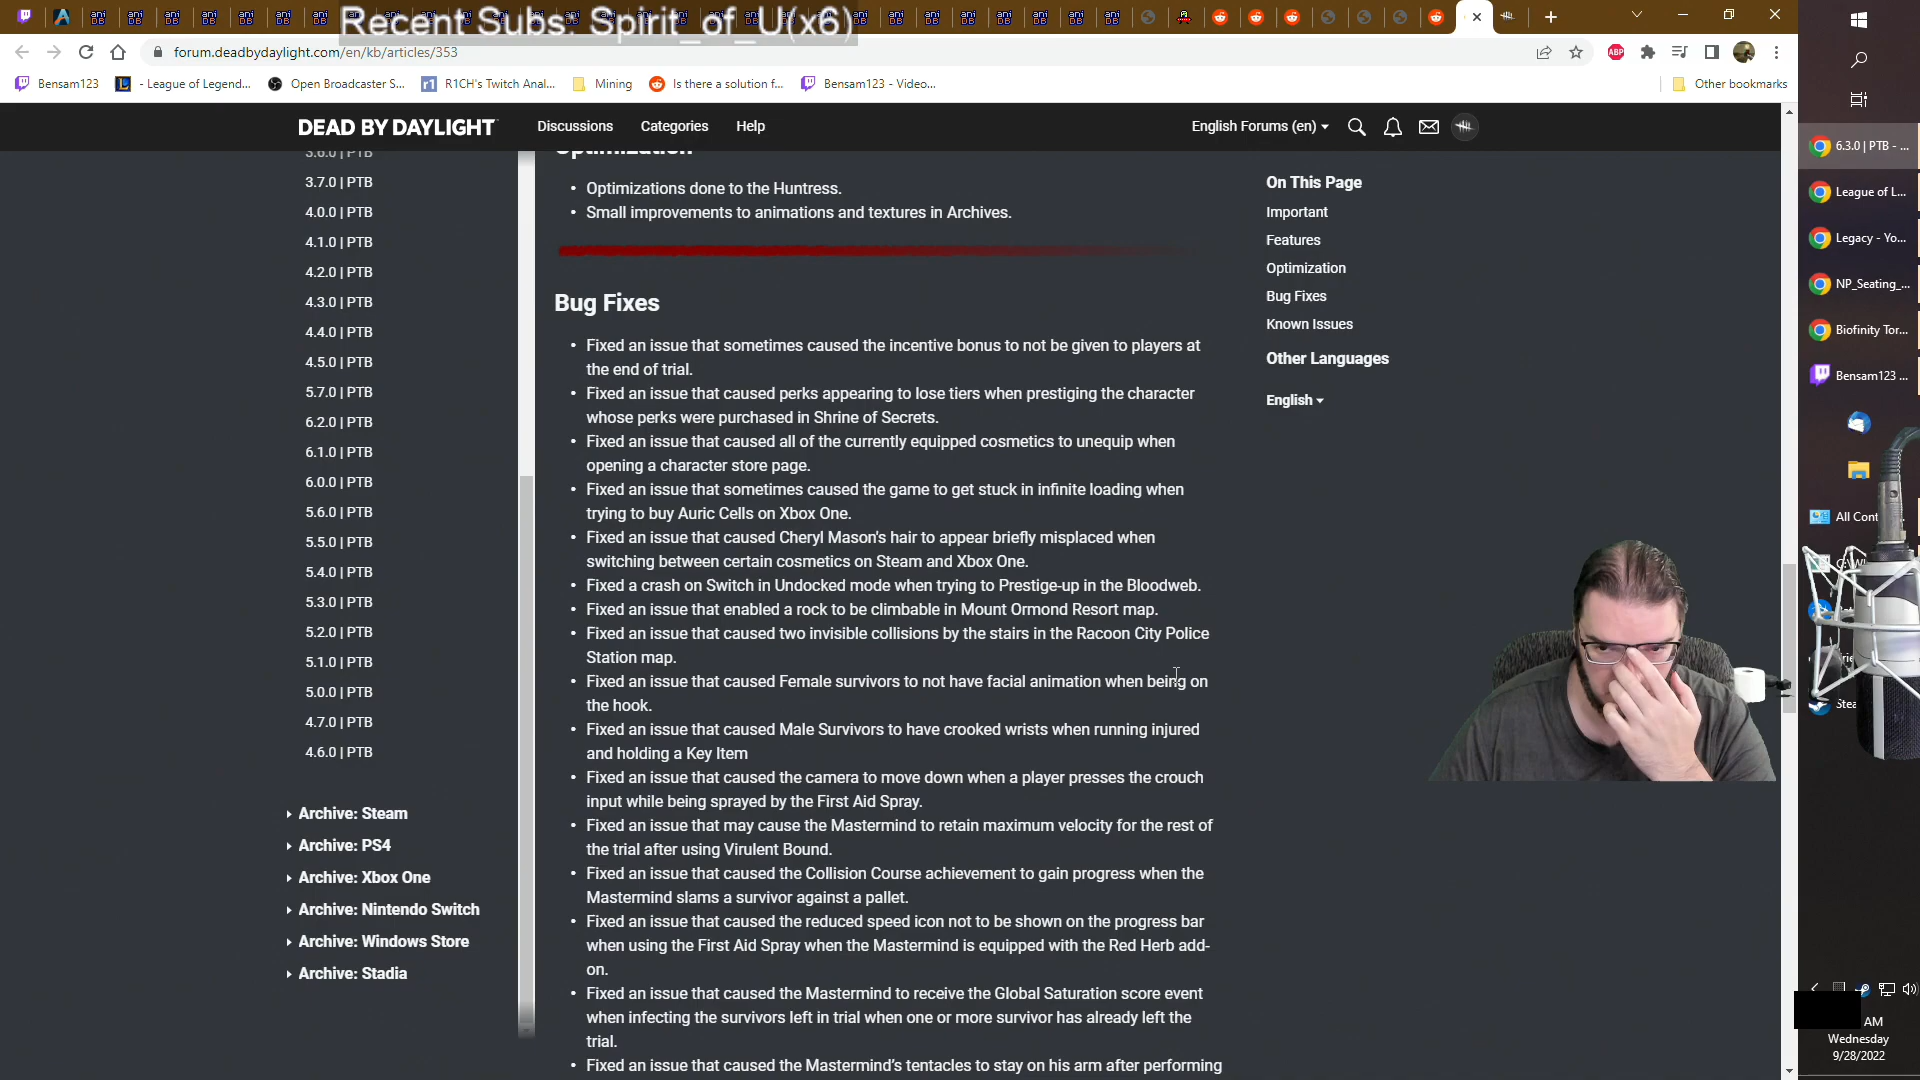 Recent Subs: Spirit_of_U(x6)
forum.deadbydaylight.com/en/kb/articles/353
Bensam123
- League of Legend...
Open Broadcaster S...
R1CH's Twitch Anal...
Mining
Is there a solution f...
Bensam123 - Video...
Other bookmarks
DEAD BY DAYLIGHT
Discussions
Categories
Help
English Forums (en)
3.6.0 | PTB
3.7.0 | PTB
4.0.0 | PTB
4.1.0 | PTB
4.2.0 | PTB
4.3.0 | PTB
4.4.0 | PTB
4.5.0 | PTB
5.7.0 | PTB
6.2.0 | PTB
6.1.0 | PTB
6.0.0 | PTB
5.6.0 | PTB
5.5.0 | PTB
5.4.0 | PTB
5.3.0 | PTB
5.2.0 | PTB
5.1.0 | PTB
5.0.0 | PTB
4.7.0 | PTB
4.6.0 | PTB
Archive: Steam
Archive: PS4
Archive: Xbox One
Archive: Nintendo Switch
Archive: Windows Store
Archive: Stadia
Optimization
• Optimizations done to the Huntress.
• Small improvements to animations and textures in Archives.
Bug Fixes
• Fixed an issue that sometimes caused the incentive bonus to not be given to players at
the end of trial.
• Fixed an issue that caused perks appearing to lose tiers when prestiging the character
whose perks were purchased in Shrine of Secrets.
• Fixed an issue that caused all of the currently equipped cosmetics to unequip when
opening a character store page.
• Fixed an issue that sometimes caused the game to get stuck in infinite loading when
trying to buy Auric Cells on Xbox One.
• Fixed an issue that caused Cheryl Mason's hair to appear briefly misplaced when
switching between certain cosmetics on Steam and Xbox One.
• Fixed a crash on Switch in Undocked mode when trying to Prestige-up in the Bloodweb.
• Fixed an issue that enabled a rock to be climbable in Mount Ormond Resort map.
• Fixed an issue that caused two invisible collisions by the stairs in the Racoon City Police
Station map.
• Fixed an issue that caused Female survivors to not have facial animation when being on
the hook.
• Fixed an issue that caused Male Survivors to have crooked wrists when running injured
and holding a Key Item
• Fixed an issue that caused the camera to move down when a player presses the crouch
input while being sprayed by the First Aid Spray.
• Fixed an issue that may cause the Mastermind to retain maximum velocity for the rest of
the trial after using Virulent Bound.
• Fixed an issue that caused the Collision Course achievement to gain progress when the
Mastermind slams a survivor against a pallet.
• Fixed an issue that caused the reduced speed icon not to be shown on the progress bar
when using the First Aid Spray when the Mastermind is equipped with the Red Herb add-
on.
• Fixed an issue that caused the Mastermind to receive the Global Saturation score event
when infecting the survivors left in trial when one or more survivor has already left the
trial.
• Fixed an issue that caused the Mastermind’s tentacles to stay on his arm after performing
On This Page
Important
Features
Optimization
Bug Fixes
Known Issues
Other Languages
English
6.3.0 | PTB - ...
League of L...
Legacy - Yo...
NP_Seating_...
Biofinity Tor...
Bensam123 ...
All Cont
Stea
AM
Wednesday
9/28/2022